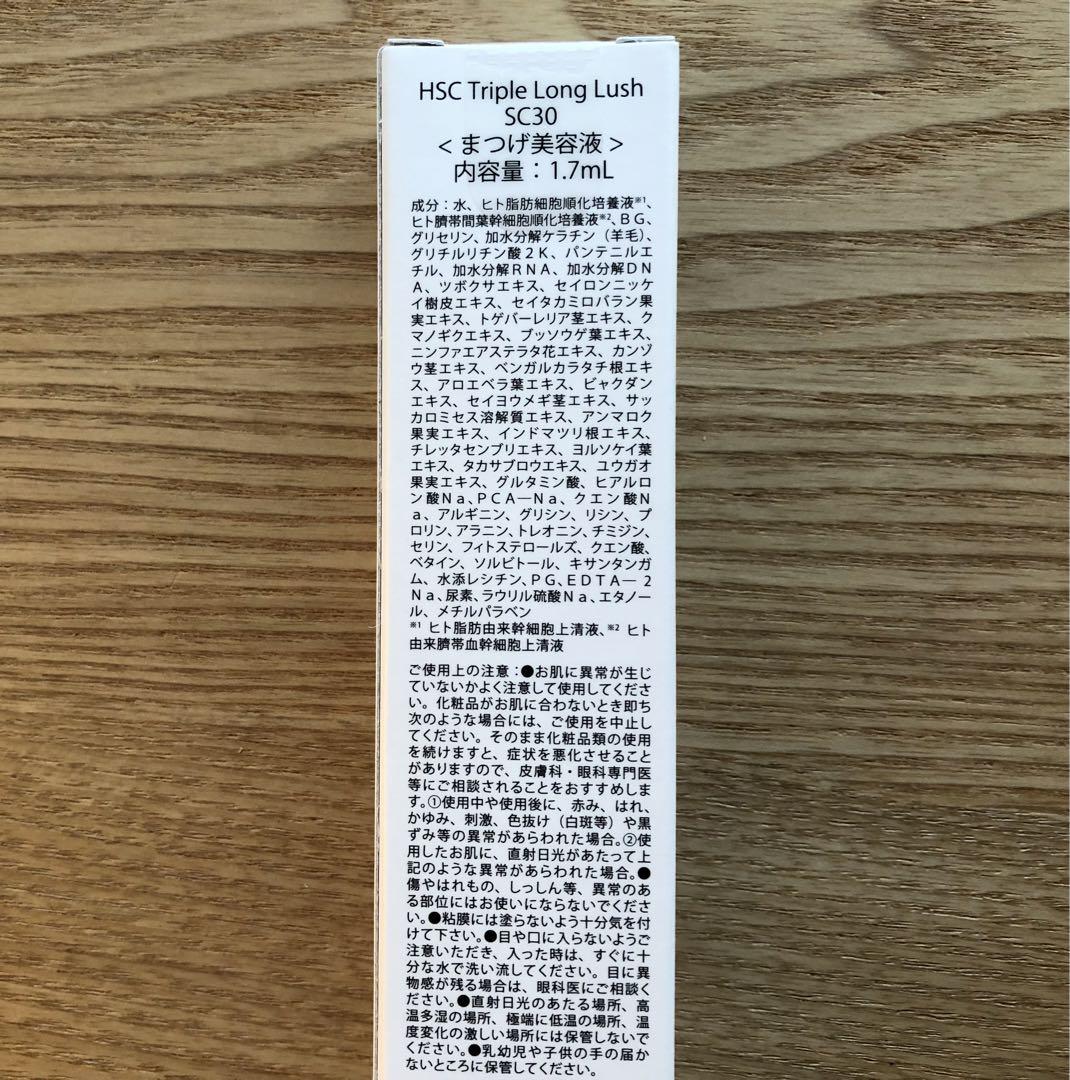 HSC Triple Long Lush
SC30
< まつげ美容液 >
内容量：1.7mL
成分：水、ヒト脂肪細胞順化培養液※1、
ヒト臍帯間葉幹細胞順化培養液※2、ＢＧ、
グリセリン、加水分解ケラチン（羊毛）、
グリチルリチン酸２Ｋ、パンテニルエ
チル、加水分解ＲＮＡ、加水分解ＤＮ
Ａ、ツボクサエキス、セイロンニッケ
イ樹皮エキス、セイタカミロバラン果
実エキス、トゲバーレリア茎エキス、ク
マノギクエキス、ブッソウゲ葉エキス、
ニンファエアステラタ花エキス、カンゾ
ウ茎エキス、ベンガルカラタチ根エキ
ス、アロエベラ葉エキス、ビャクダン
エキス、セイヨウメギ茎エキス、サッ
カロミセス溶解質エキス、アンマロク
果実エキス、インドマツリ根エキス、
チレッタセンブリエキス、ヨルソケイ葉
エキス、タカサブロウエキス、ユウガオ
果実エキス、グルタミン酸、ヒアルロ
ン酸Ｎａ、ＰＣＡ―Ｎａ、クエン酸Ｎ
ａ、アルギニン、グリシン、リシン、プ
ロリン、アラニン、トレオニン、チミジン、
セリン、フィトステロールズ、クエン酸、
ベタイン、ソルビトール、キサンタンガ
ム、水添レシチン、ＰＧ、ＥＤＴＡ―２
Ｎａ、尿素、ラウリル硫酸Ｎａ、エタノー
ル、メチルパラベン
※1 ヒト脂肪由来幹細胞上清液、※2 ヒト
由来臍帯血幹細胞上清液
ご使用上の注意：●お肌に異常が生じ
ていないかよく注意して使用してくださ
い。化粧品がお肌に合わないとき即ち
次のような場合には、ご使用を中止し
てください。そのまま化粧品類の使用
を続けますと、症状を悪化させること
がありますので、皮膚科・眼科専門医
等にご相談されることをおすすめしま
す。①使用中や使用後に、赤み、はれ、
かゆみ、刺激、色抜け（白斑等）や黒
ずみ等の異常があらわれた場合。②使
用したお肌に、直射日光があたって上
記のような異常があらわれた場合。●
傷やはれもの、しっしん等、異常のあ
る部位にはお使いにならないでくださ
い。●粘膜には塗らないよう十分気を付
けて下さい。●目や口に入らないようご
注意いただき、入った時は、すぐに十
分な水で洗い流してください。目に異
物感が残る場合は、眼科医にご相談く
ださい。●直射日光のあたる場所、高
温多湿の場所、極端に低温の場所、温
度変化の激しい場所には保管しないで
ください。●乳幼児や子供の手の届か
ないところに保管してください。